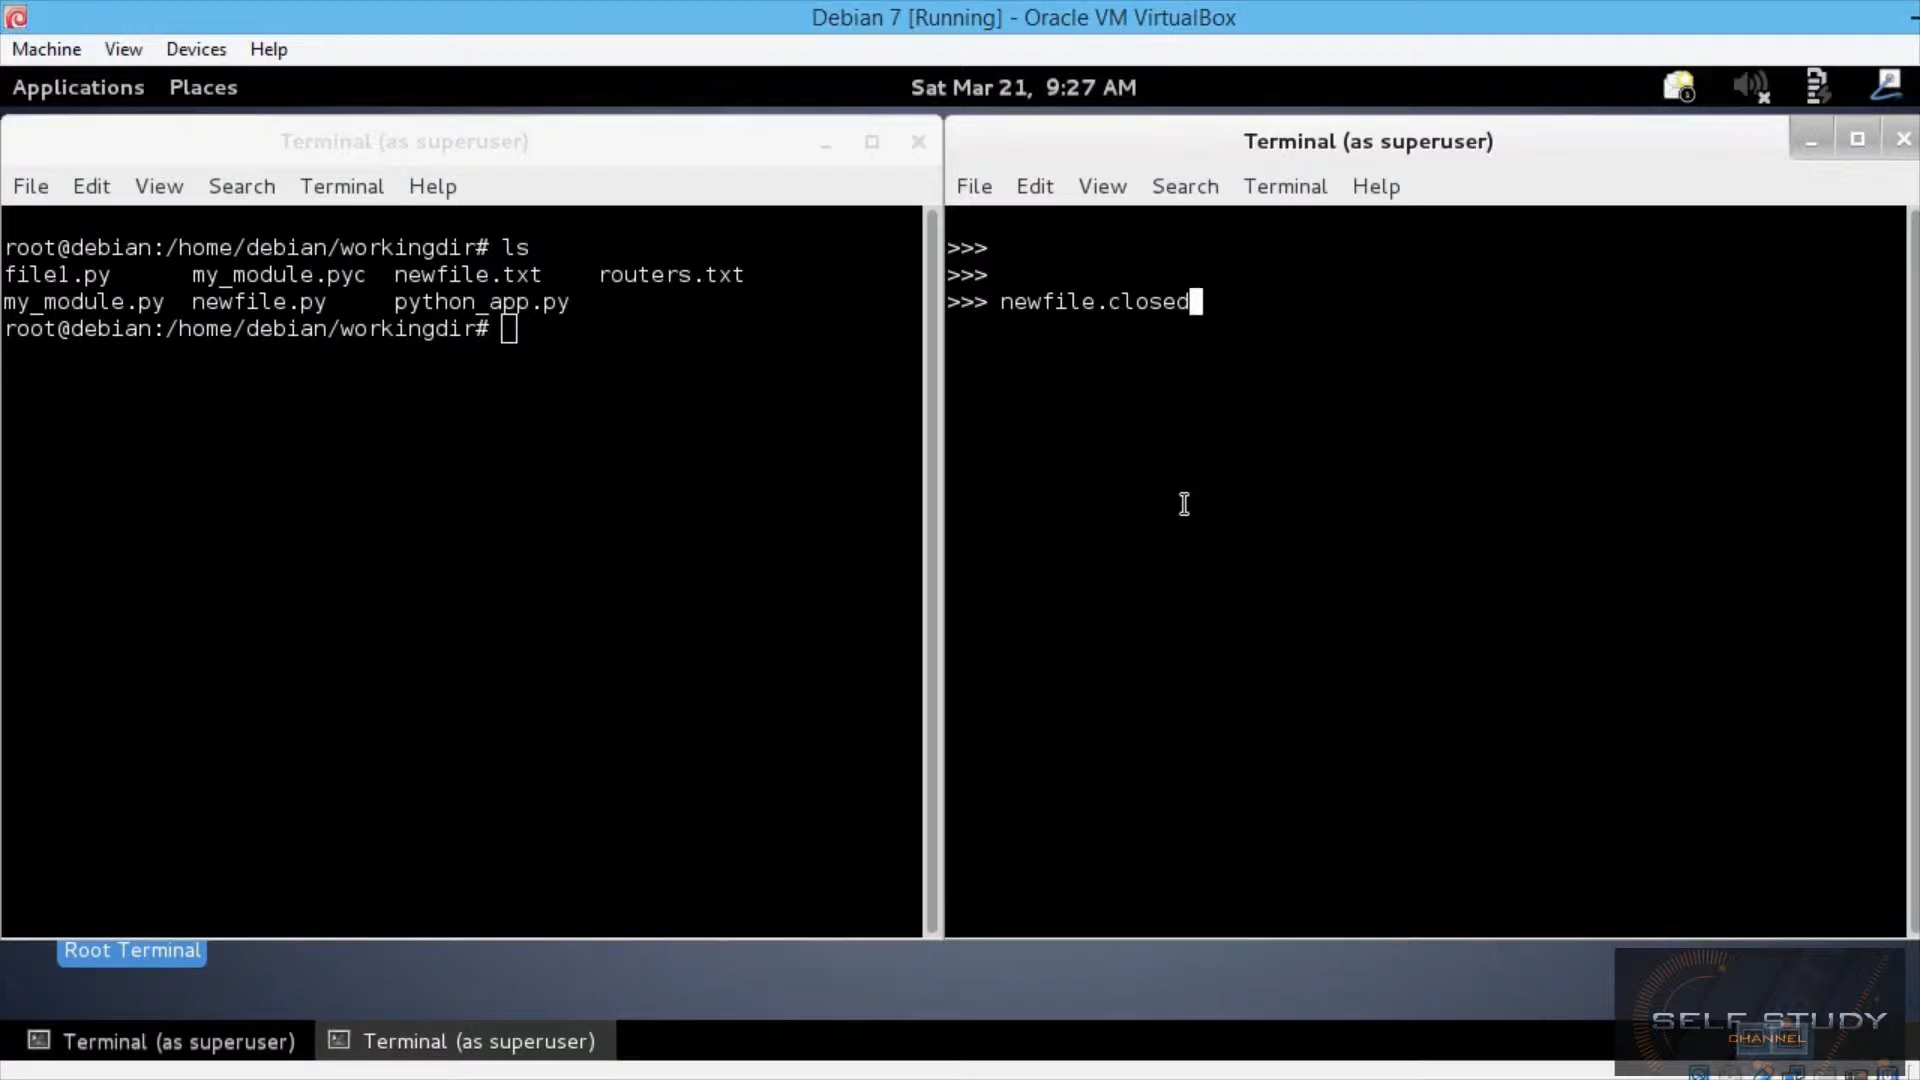 Debian 7 [Running] - Oracle VM VirtualBox
Machine View Devices Help
Applications Places
Sat Mar 21, 9:27 AM
Terminal (as superuser)
File Edit View Search Terminal Help
root@debian:/home/debian/workingdir# ls
file1.py my_module.pyc newfile.txt routers.txt
my_module.py newfile.py python_app.py
root@debian:/home/debian/workingdir#
Terminal (as superuser)
File Edit View Search Terminal Help
>>>
>>>
>>> newfile.closed
Root Terminal
Terminal (as superuser)
Terminal (as superuser)
SELF STUDY
CHANNEL